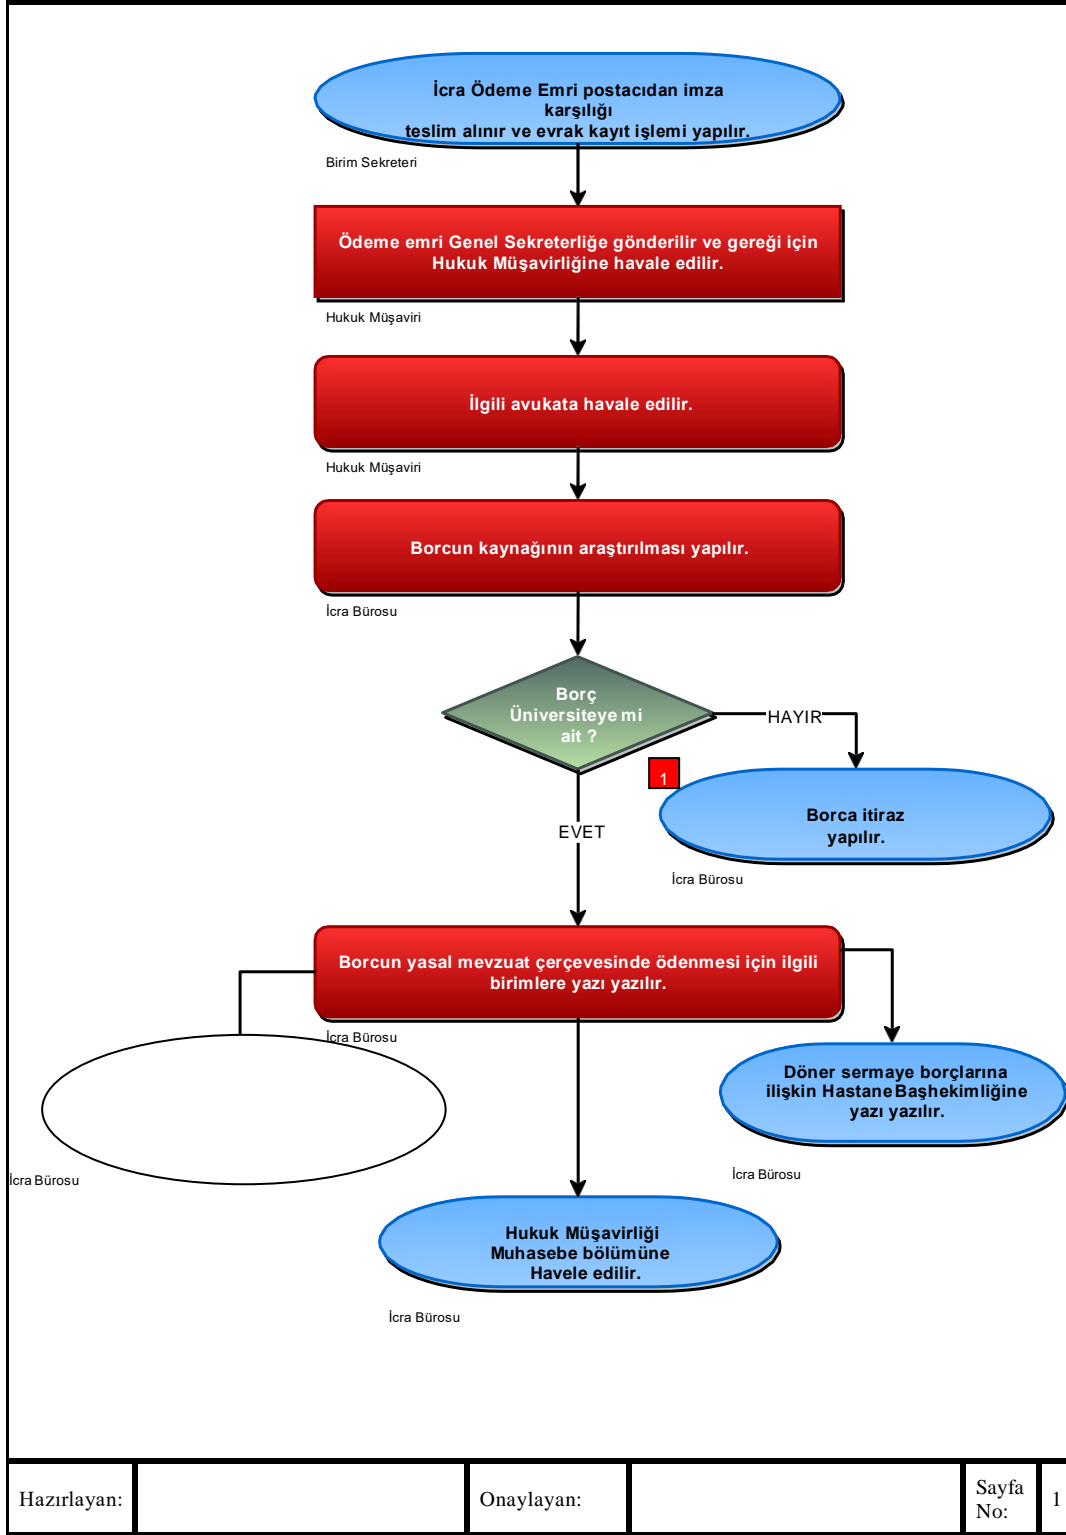 İcra Ödeme Emri postacıdan imza
karşılığı
teslim alınır ve evrak kayıt işlemi yapılır.
Birim Sekreteri
Ödeme emri Genel Sekreterliğe gönderilir ve gereği için
Hukuk Müşavirliğine havale edilir.
Hukuk Müşaviri
İlgili avukata havale edilir.
Hukuk Müşaviri
Borcun kaynağının araştırılması yapılır.
İcra Bürosu
Borç
Üniversiteye mi
ait ?
HAYIR
1
Borca itiraz
yapılır.
EVET
İcra Bürosu
Borcun yasal mevzuat çerçevesinde ödenmesi için ilgili
birimlere yazı yazılır.
İcra Bürosu
Döner sermaye borçlarına
ilişkin Hastane Başhekimliğine
yazı yazılır.
İcra Bürosu
İcra Bürosu
Hukuk Müşavirliği
Muhasebe bölümüne
Havele edilir.
İcra Bürosu
Hazırlayan:
Onaylayan:
Sayfa
No:
1